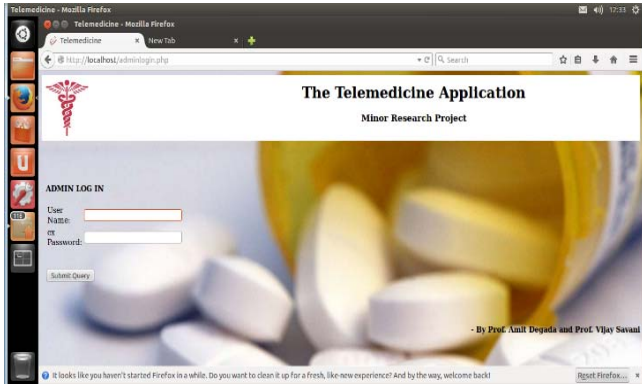 Telemedicine - Mozilla Firefox
17:33
Telemedicine - Mozilla Firefox
Telemedicine
New Tab
http://localhost/adminlogin.php
Search
The Telemedicine Application
Minor Research Project
ADMIN LOG IN
User
Name:
Password:
Submit Query
- By Prof. Amit Degada and Prof. Vijay Savani
It looks like you haven't started Firefox in a while. Do you want to clean it up for a fresh, like-new experience? And by the way, welcome back!
Reset Firefox...